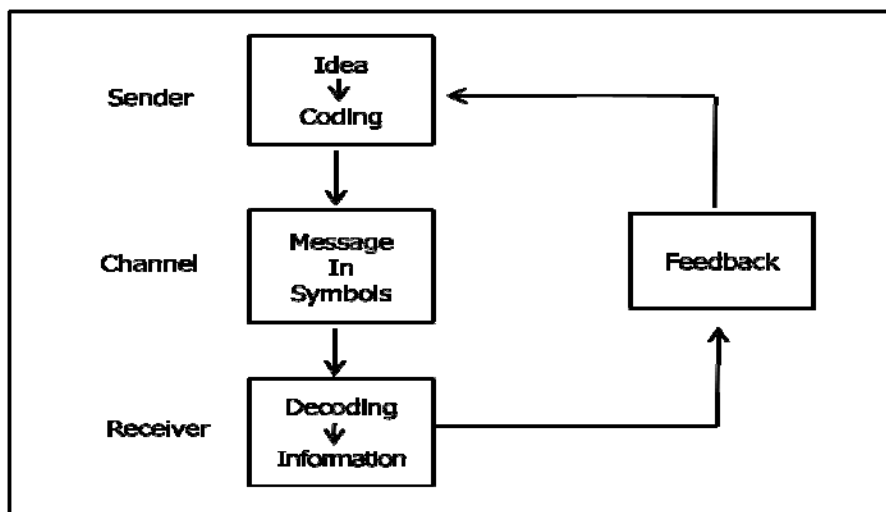 Sender
Idea
Coding
Channel
Message
In
Symbols
Feedback
Receiver
Decoding
Information